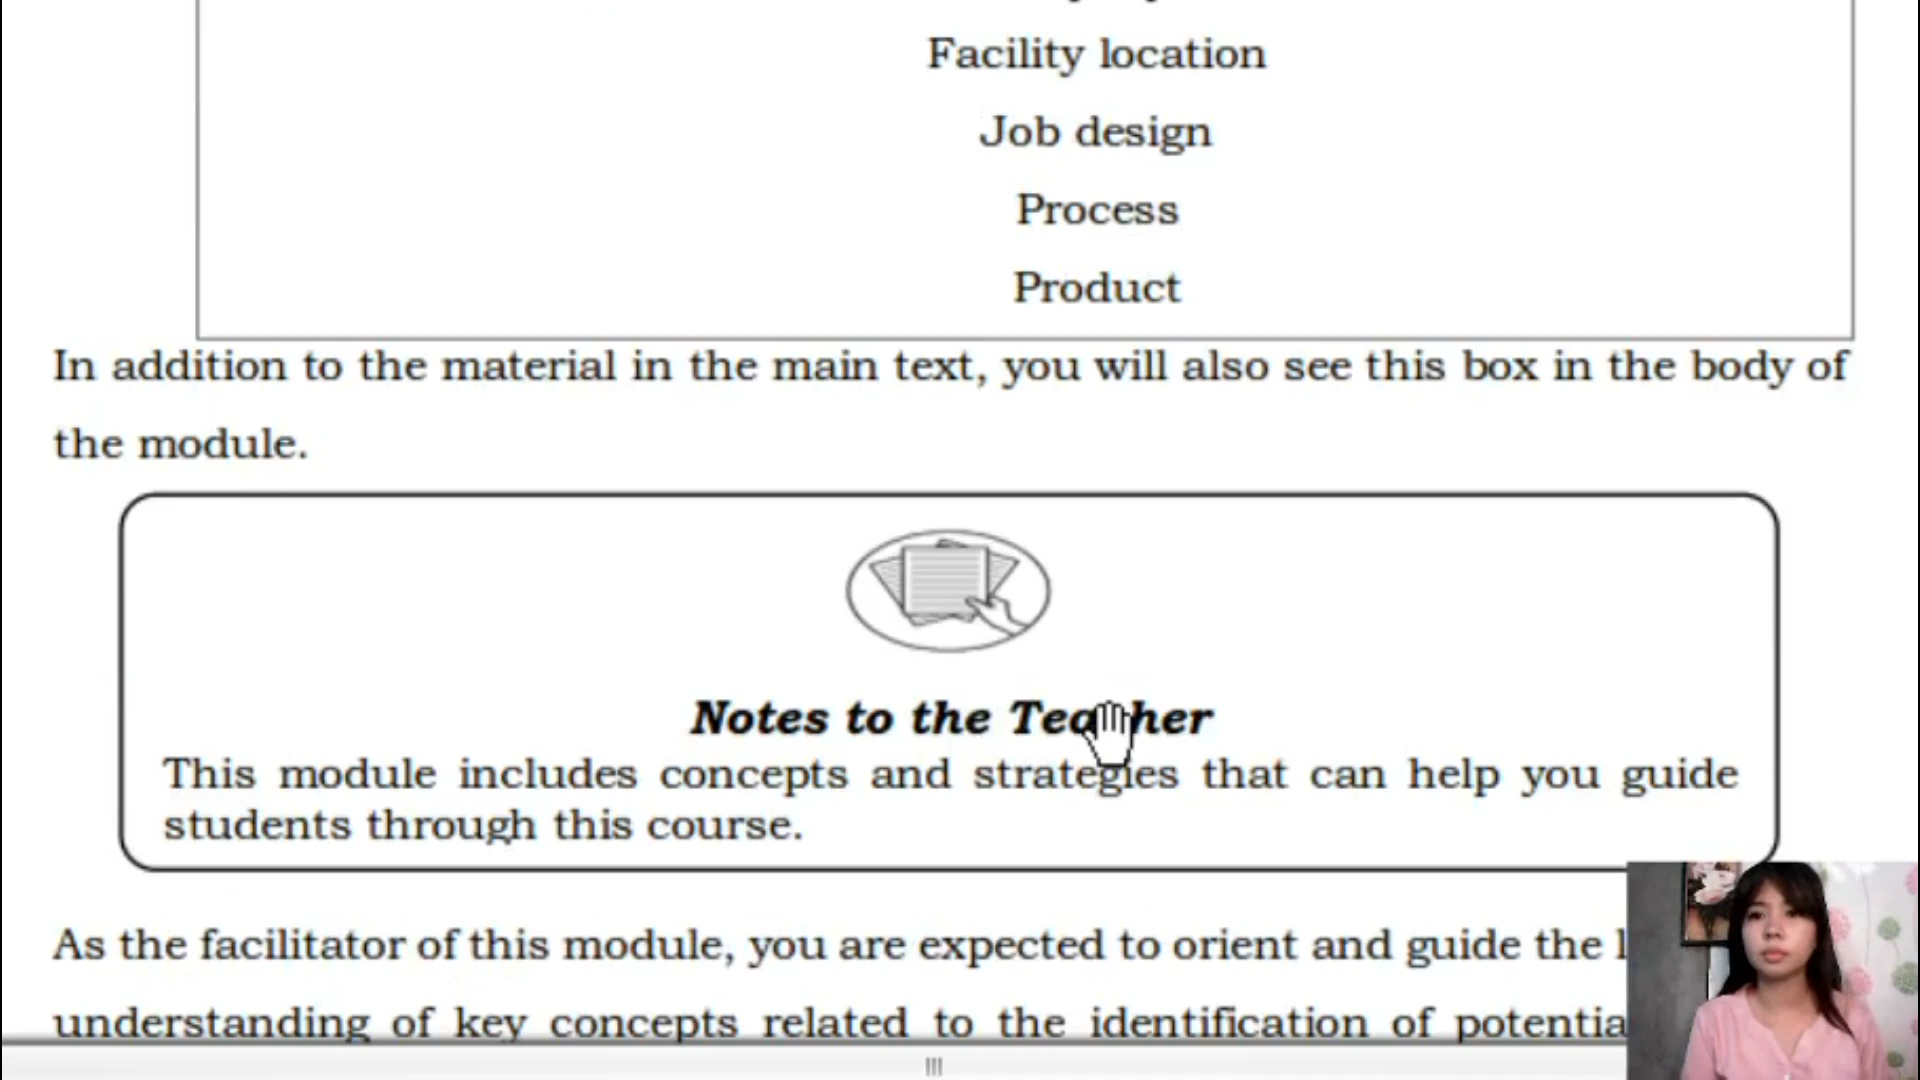 Facility location
Job design
Process
Product
In addition to the material in the main text, you will also see this box in the body of
the module.
Notes to the Teacher
This module includes concepts and strategies that can help you guide
students through this course.
As the facilitator of this module, you are expected to orient and guide the
understanding of key concepts related to the identification of